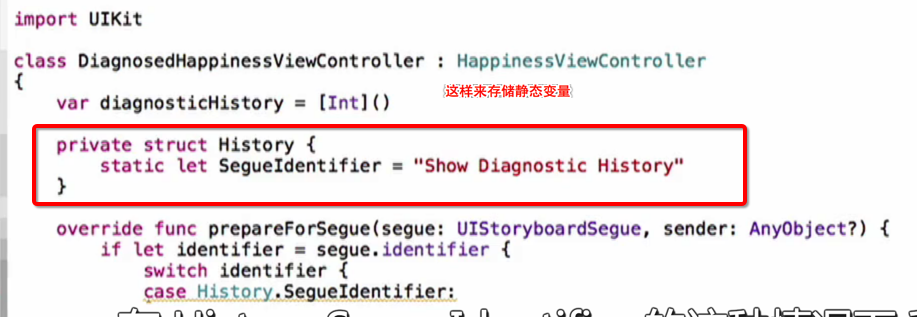 import UIKit
class DiagnosedHappinessViewController : HappinessViewController
{
var diagnosticHistory = [Int]()
这样来存储静态变量
private struct History {
static let SegueIdentifier = "Show Diagnostic History"
}
override func prepareForSegue(segue: UIStoryboardSegue, sender: AnyObject?) {
if let identifier = segue.identifier {
switch identifier {
case History.SegueIdentifier: